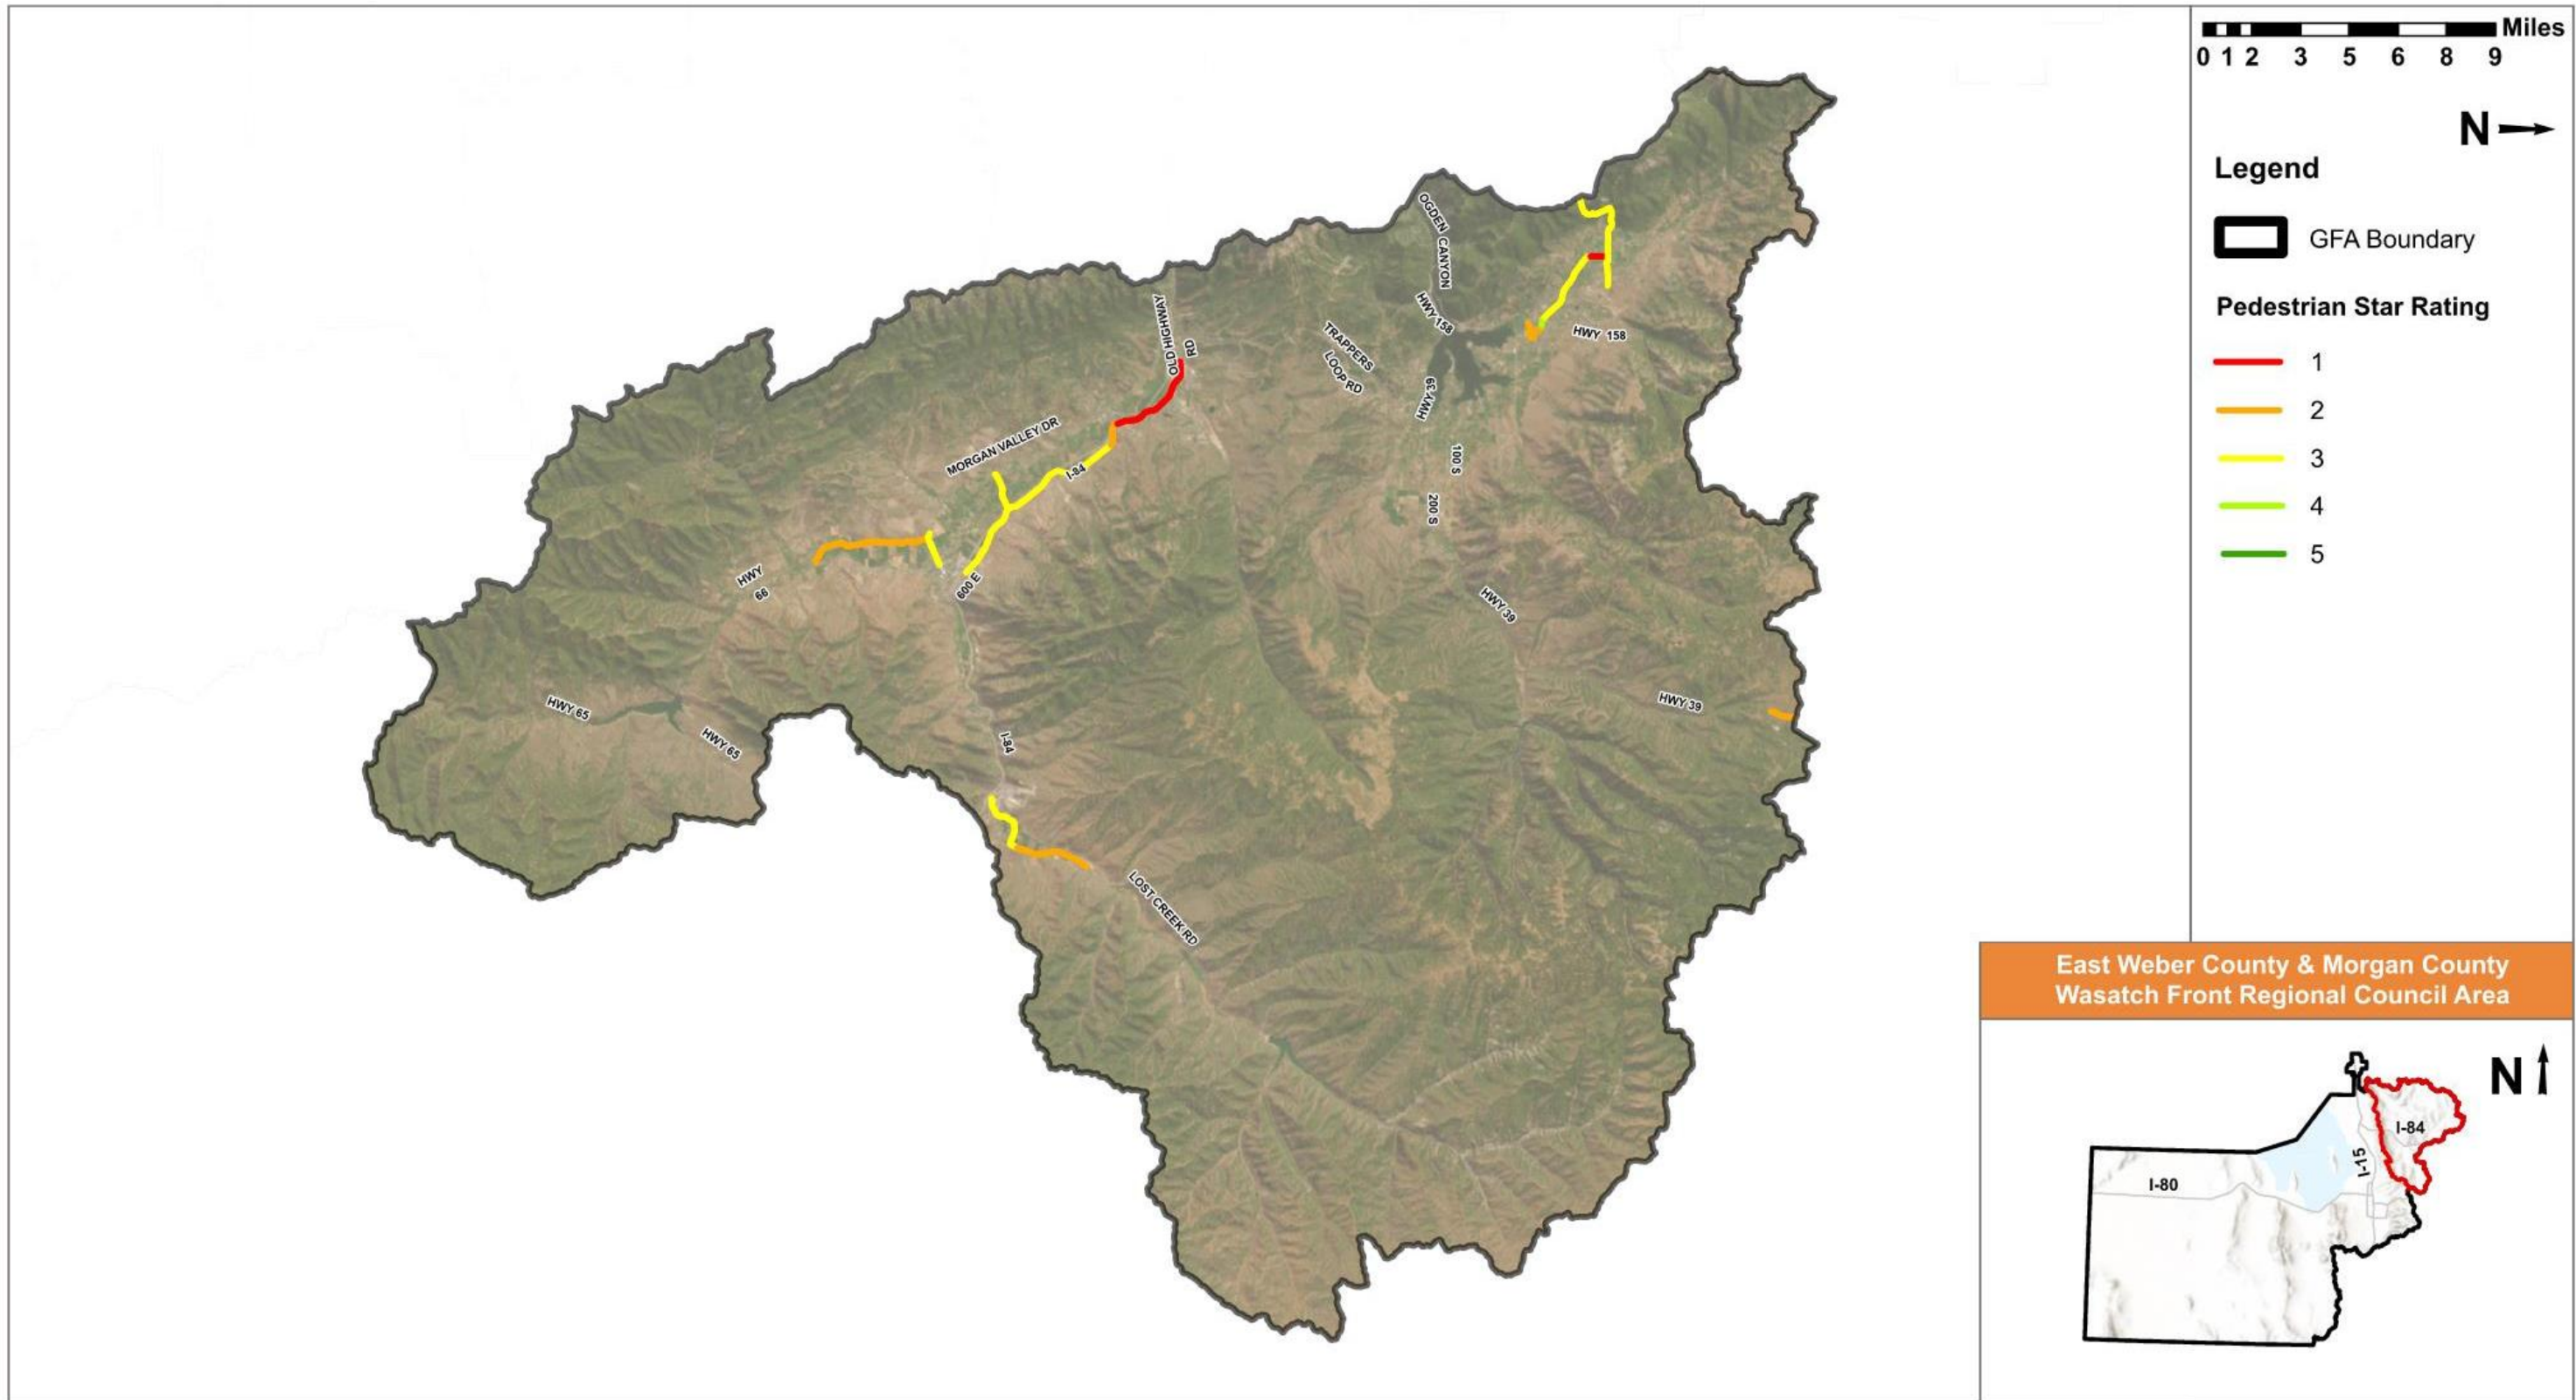 Miles
0 1 2 3 5 6 8 9
N
Legend
GFA Boundary
Pedestrian Star Rating
1
2
3
4
5
OGDEN CANYON
HWY 158
HWY 158
TRAPPERS
LOOP RD
HWY 39
OLD HIGHWAY
RD
MORGAN VALLEY DR
I-84
100 S
200 S
HWY
66
600 E
HWY 39
HWY 39
HWY 65
HWY 65
I-84
LOST CREEK RD
East Weber County & Morgan County
Wasatch Front Regional Council Area
N
I-84
I-15
I-80